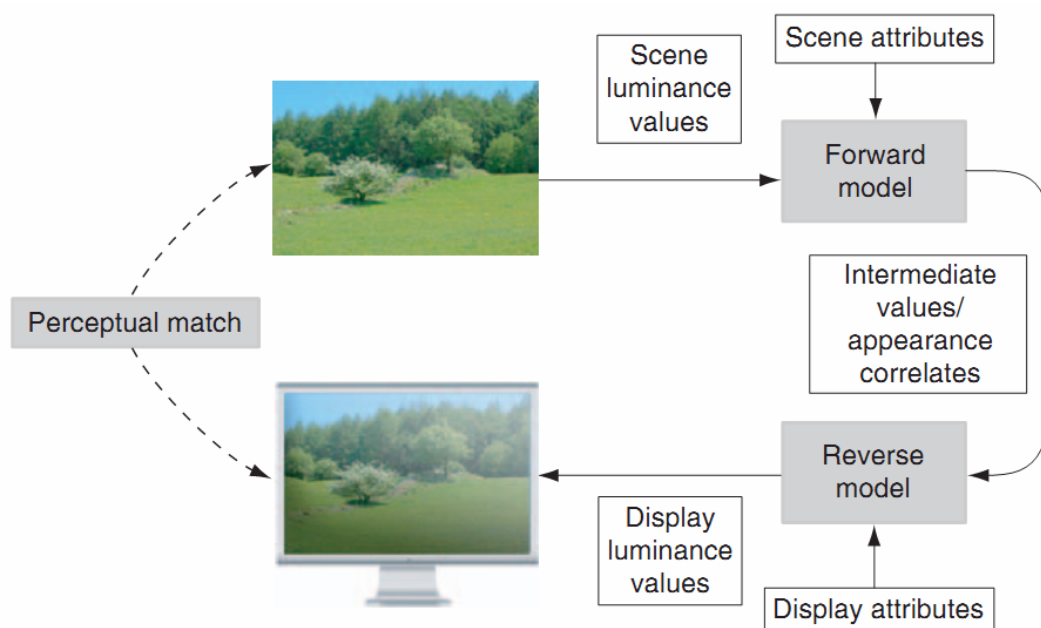 Scene attributes
Scene
luminance
values
Forward
model
Intermediate
values/
appearance
correlates
Perceptual match
Reverse
model
Display
luminance
values
Display attributes